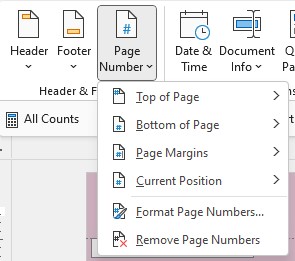 Header
Footer
Page
Number
Date &
Time
Document
Info
Header & F
All Counts
Top of Page
Bottom of Page
Page Margins
Current Position
Format Page Numbers...
Remove Page Numbers